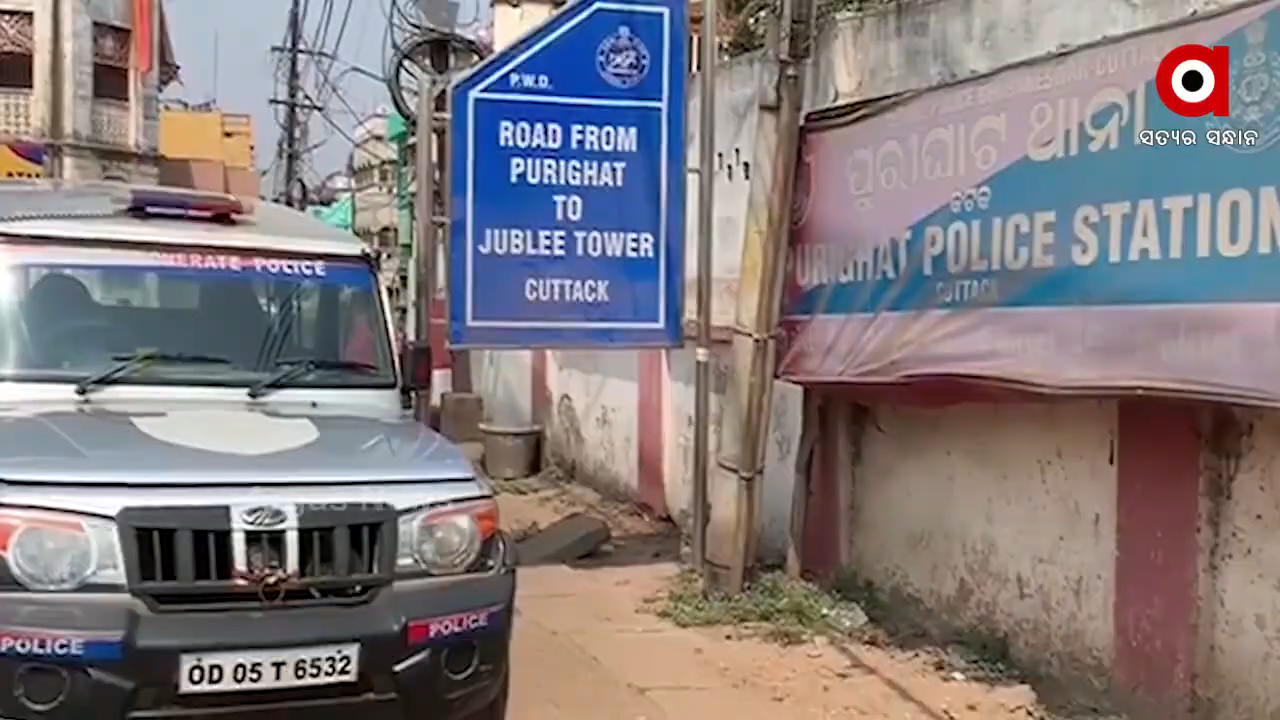 ସତ୍ୟର ସନ୍ଧାନ
P.W.D.
ROAD FROM
PURIGHAT
TO
JUBLEE TOWER
CUTTACK
ପୁରୀଘାଟ ଥାନା
କଟକ
PURIGHAT POLICE STATION
CUTTACK
POLICE
POLICE
POLICE
OD 05 T 6532